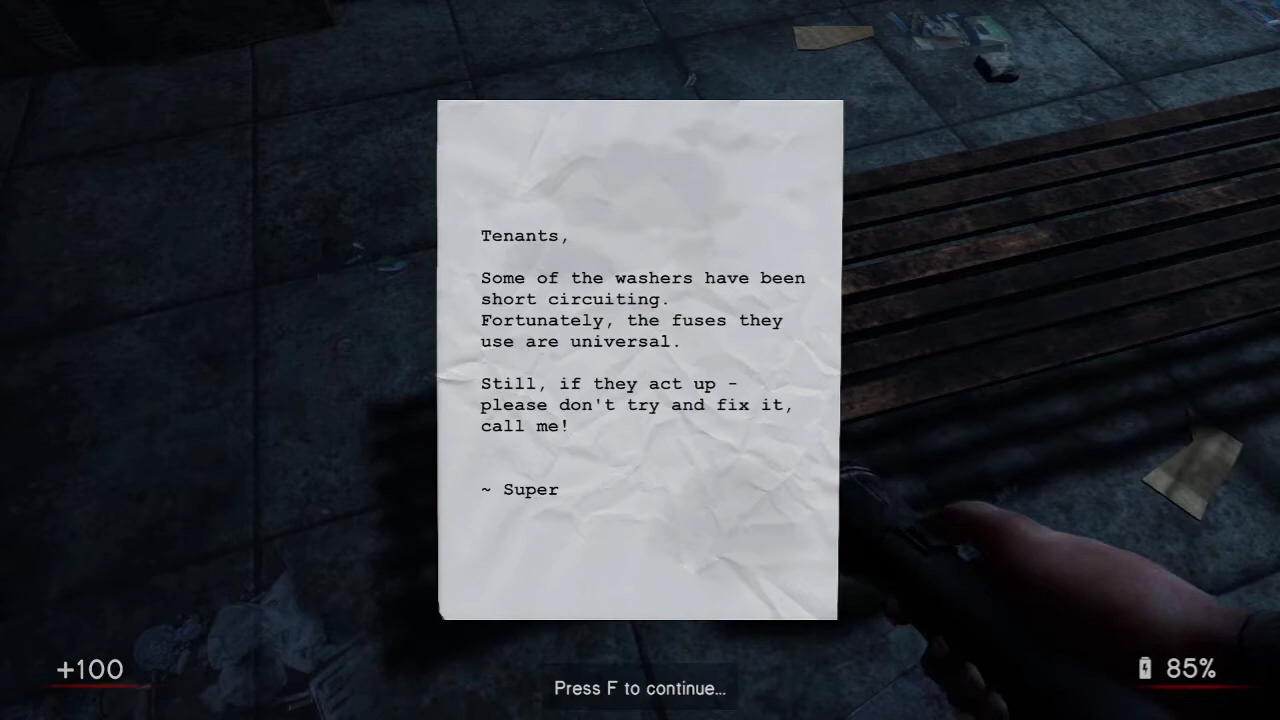 Tenants,
Some of the washers have been
short circuiting.
Fortunately, the fuses they
use are universal.
Still, if they act up -
please don't try and fix it,
call me!
~ Super
+100
85%
Press F to continue...